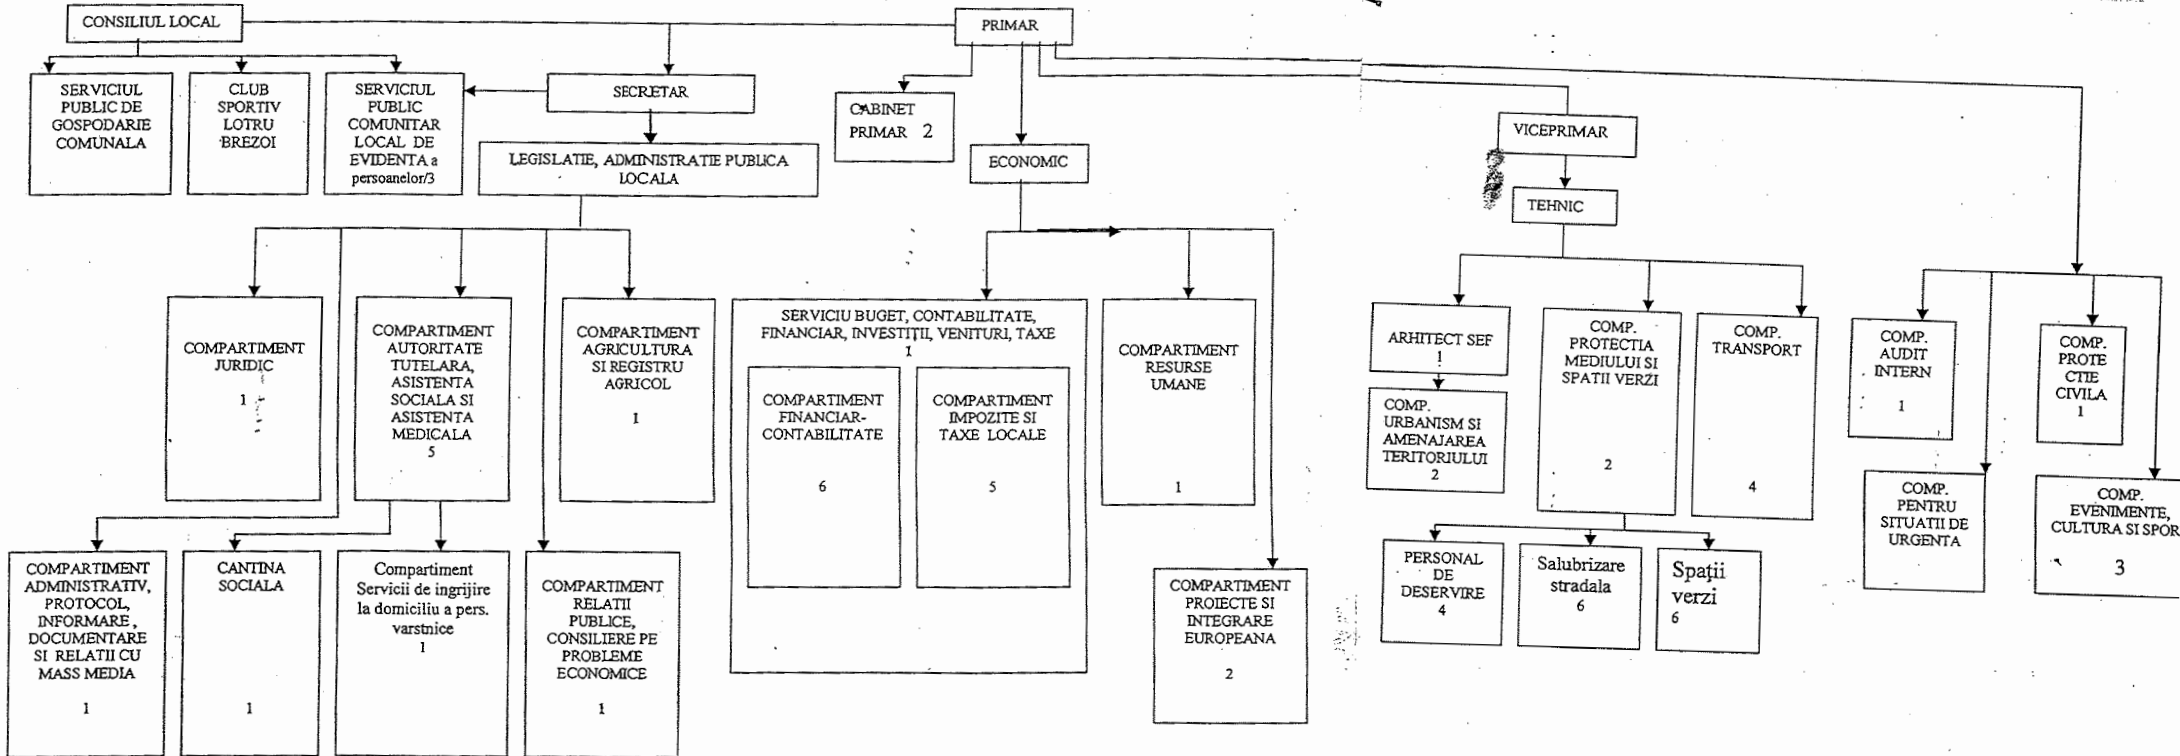 CONSILIUL LOCAL
PRIMAR
SERVICIUL
PUBLIC DE
GOSPODARIE
COMUNALA
CLUB
SPORTIV
LOTRU
BREZOI
SERVICIUL
PUBLIC
COMUNITAR
LOCAL DE
EVIDENTA a
persoanelor/3
SECRETAR
LEGISLATIE, ADMINISTRATIE PUBLICA
LOCALA
CABINET
PRIMAR 2
ECONOMIC
VICEPRIMAR
TEHNIC
COMPARTIMENT
JURIDIC
1
COMPARTIMENT
AUTORITATE
TUTELARA,
ASISTENTA
SOCIALA SI
ASISTENTA
MEDICALA
5
COMPARTIMENT
AGRICULTURA
SI REGISTRU
AGRICOL
1
SERVICIU BUGET, CONTABILITATE,
FINANCIAR, INVESTIŢII, VENITURI, TAXE
1
COMPARTIMENT
FINANCIAR-
CONTABILITATE
6
COMPARTIMENT
IMPOZITE SI
TAXE LOCALE
5
COMPARTIMENT
RESURSE
UMANE
1
ARHITECT SEF
1
COMP.
URBANISM SI
AMENAJAREA
TERITORIULUI
2
COMP.
PROTECTIA
MEDIULUI SI
SPATII VERZI
2
COMP.
TRANSPORT
4
COMP.
AUDIT
INTERN
1
COMP.
PROTE
CTIE
CIVILA
1
COMP.
PENTRU
SITUATII DE
URGENTA
COMP.
EVENIMENTE,
CULTURA SI SPOR
3
COMPARTIMENT
ADMINISTRATIV,
PROTOCOL,
INFORMARE,
DOCUMENTARE
SI RELATII CU
MASS MEDIA
1
CANTINA
SOCIALA
1
Compartiment
Servicii de ingrijire
la domiciliu a pers.
varstnice
1
COMPARTIMENT
RELATII
PUBLICE,
CONSILIERE PE
PROBLEME
ECONOMICE
1
COMPARTIMENT
PROIECTE SI
INTEGRARE
EUROPEANA
2
PERSONAL
DE
DESERVIRE
4
Salubrizare
stradala
6
Spaţii
verzi
6